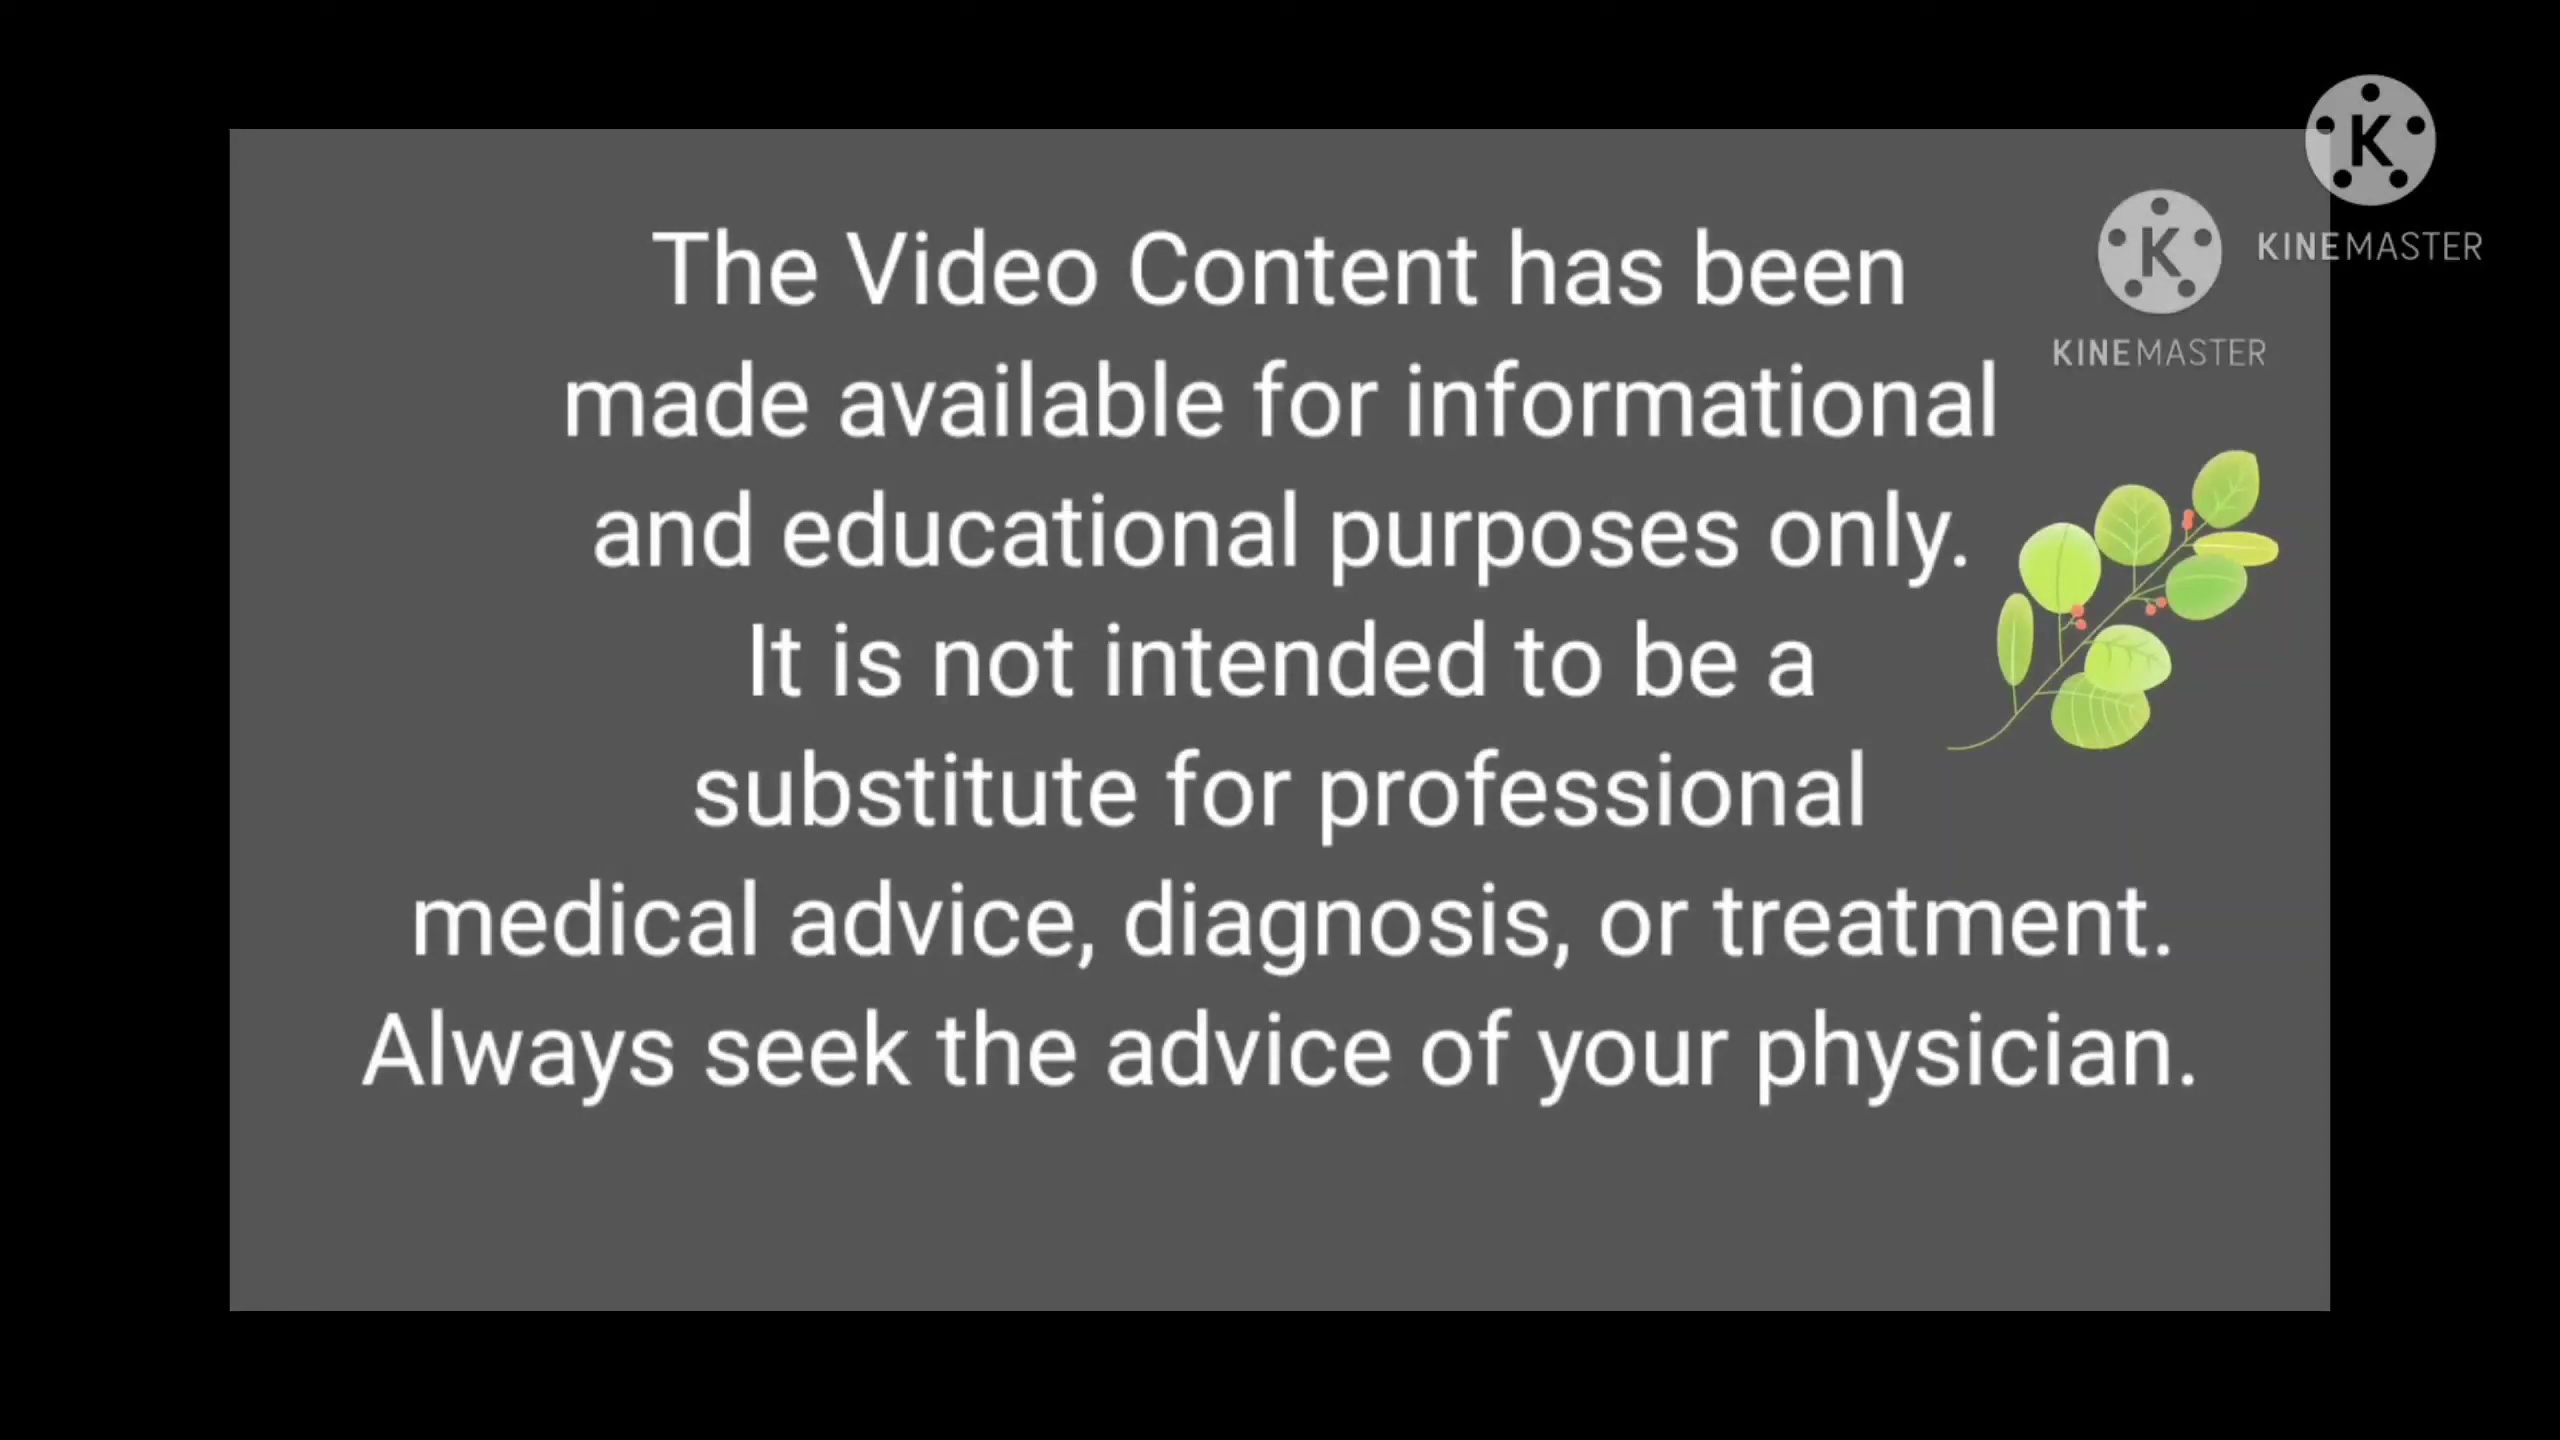 The Video Content has been
made available for informational
and educational purposes only.
It is not intended to be a
substitute for professional
medical advice, diagnosis, or treatment.
Always seek the advice of your physician.
K
KINEMASTER
K
KINEMASTER